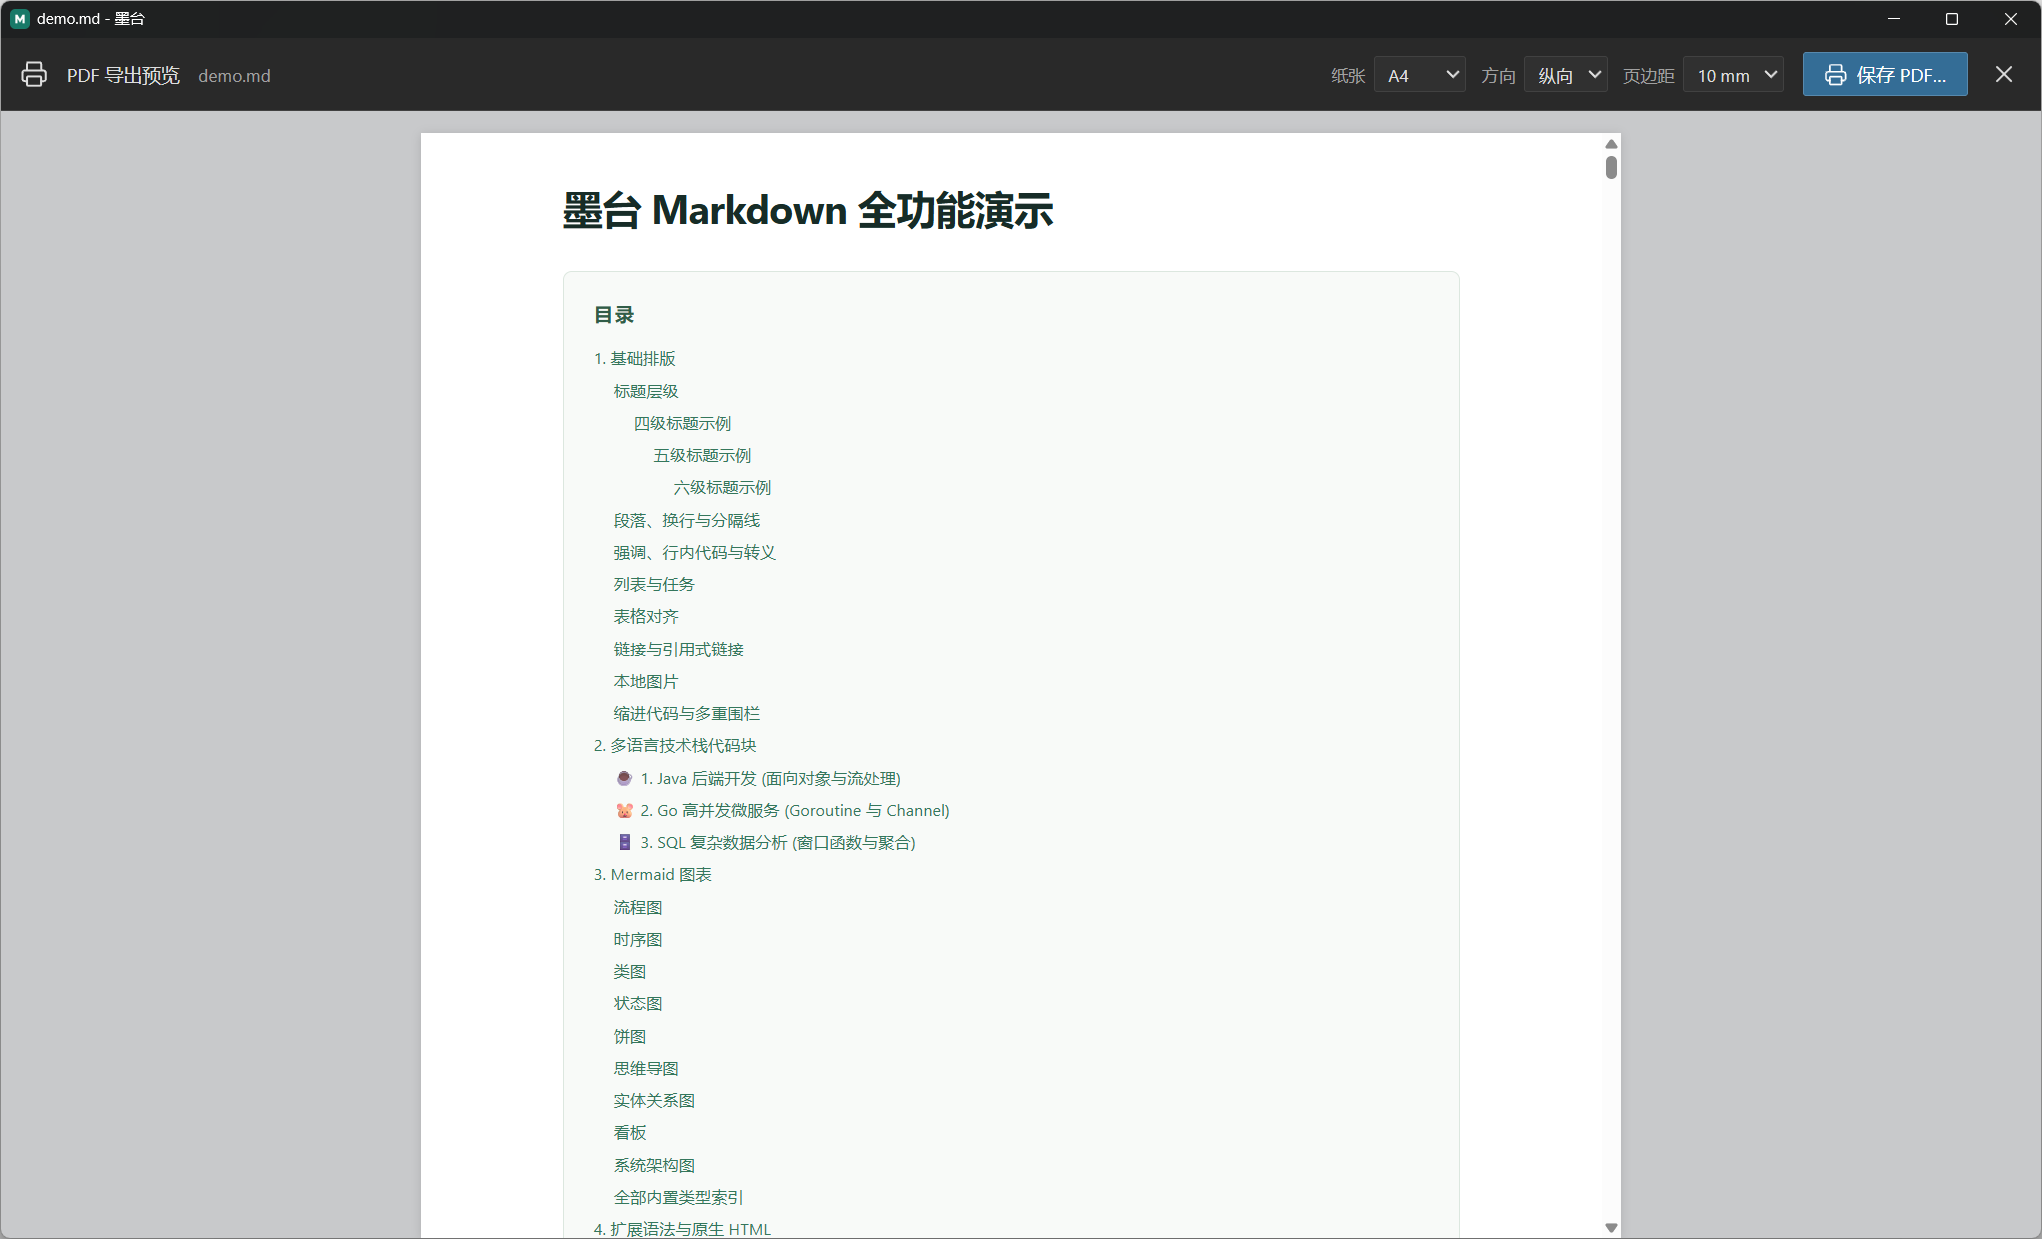 M demo.md - 墨台
PDF 导出预览 demo.md 纸张 A4 方向 纵向 页边距 10 mm 保存 PDF...
墨台 Markdown 全功能演示
目录
1. 基础排版
标题层级
四级标题示例
五级标题示例
六级标题示例
段落、换行与分隔线
强调、行内代码与转义
列表与任务
表格对齐
链接与引用式链接
本地图片
缩进代码与多重围栏
2. 多语言技术栈代码块
☕ 1. Java 后端开发 (面向对象与流处理)
🐹 2. Go 高并发微服务 (Goroutine 与 Channel)
🗄️ 3. SQL 复杂数据分析 (窗口函数与聚合)
3. Mermaid 图表
流程图
时序图
类图
状态图
饼图
思维导图
实体关系图
看板
系统架构图
全部内置类型索引
4. 扩展语法与原生 HTML